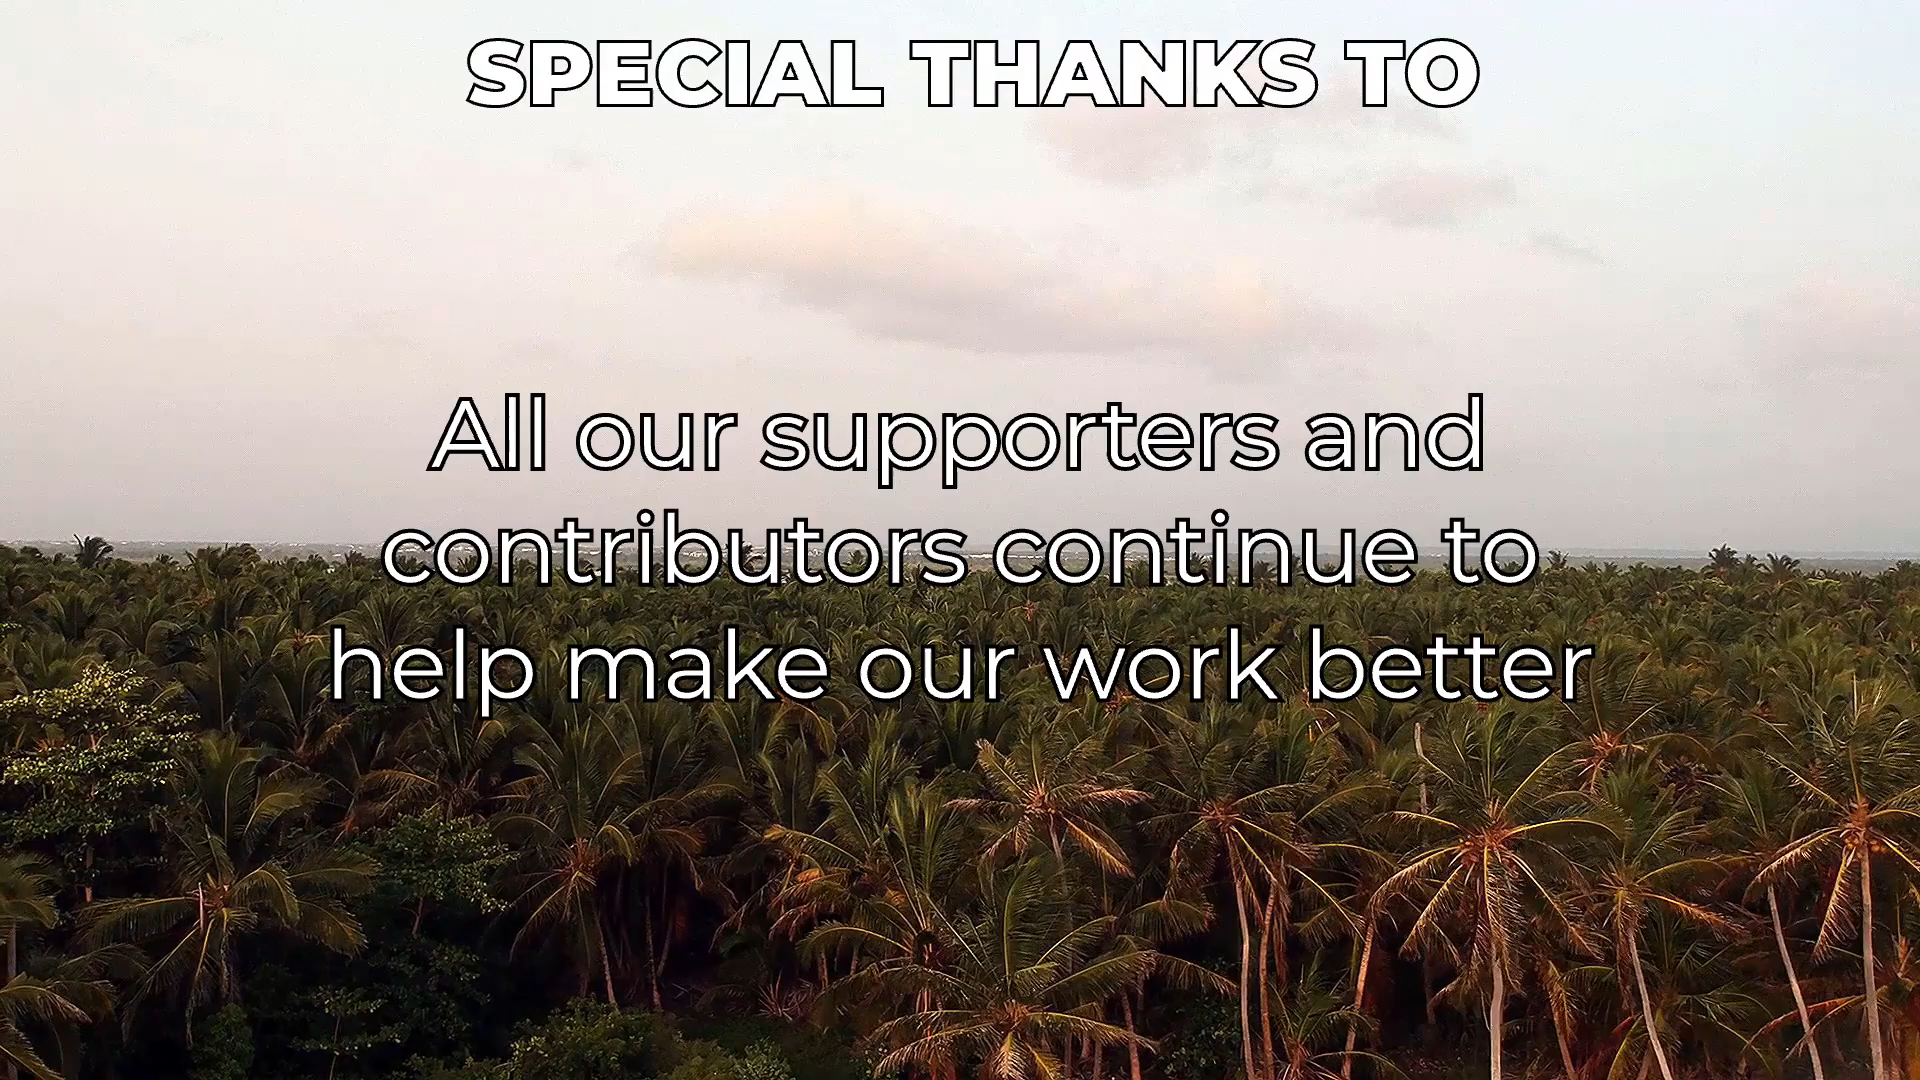 SPECIAL THANKS TO
All our supporters and
contributors continue to
help make our work better